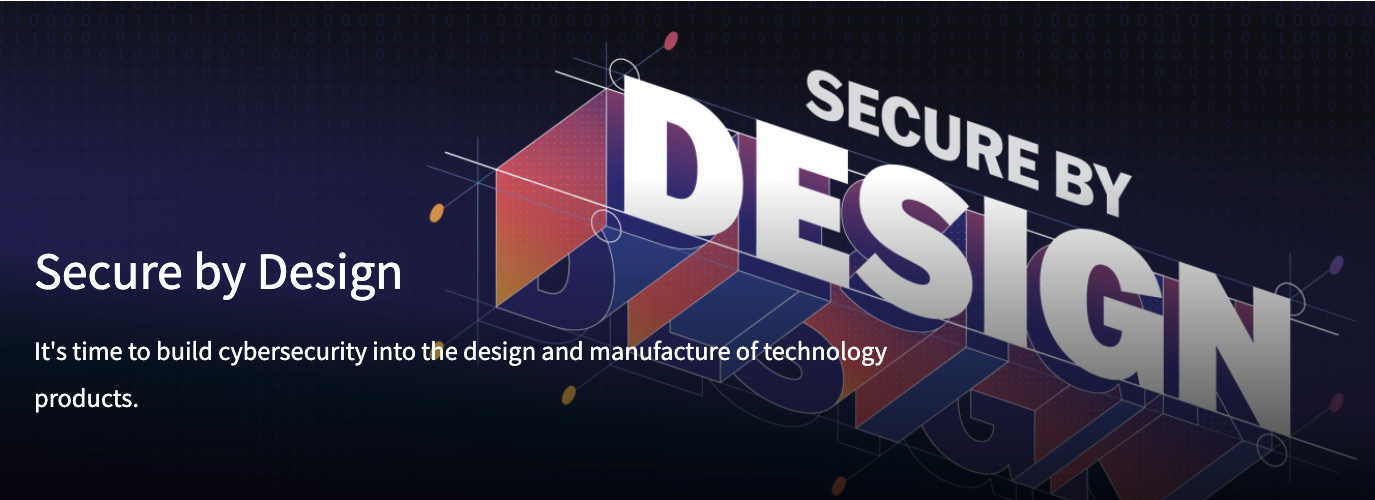 SECURE BY
DESIGN
Secure by Design
It's time to build cybersecurity into the design and manufacture of technology
products.